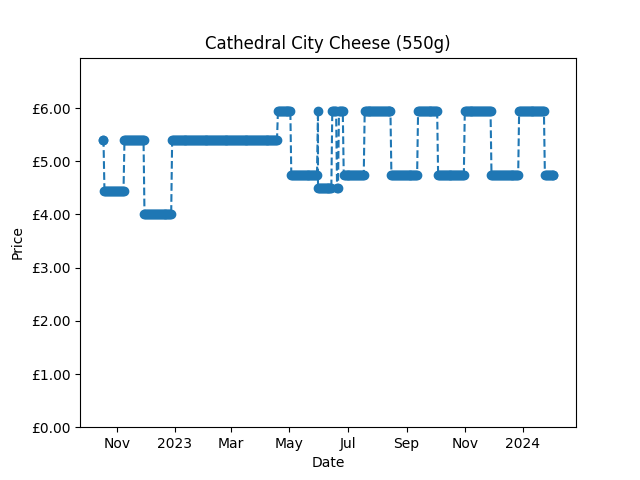 Cathedral City Cheese (550g)
£6.00
£5.00
£4.00
£3.00
£2.00
£1.00
£0.00
Price
Nov 2023 Mar May Jul Sep Nov 2024
Date